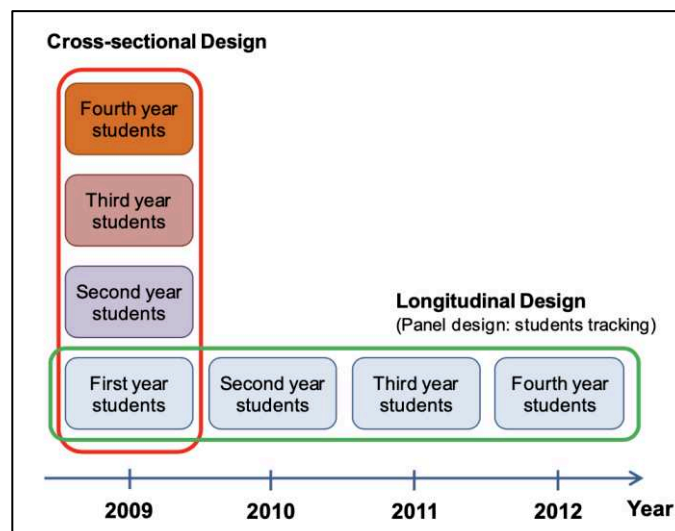 Cross-sectional Design
Fourth year
students
Third year
students
Second year
students
Longitudinal Design
(Panel design: students tracking)
First year
students
Second year
students
Third year
students
Fourth year
students
2009
2010
2011
2012
Year